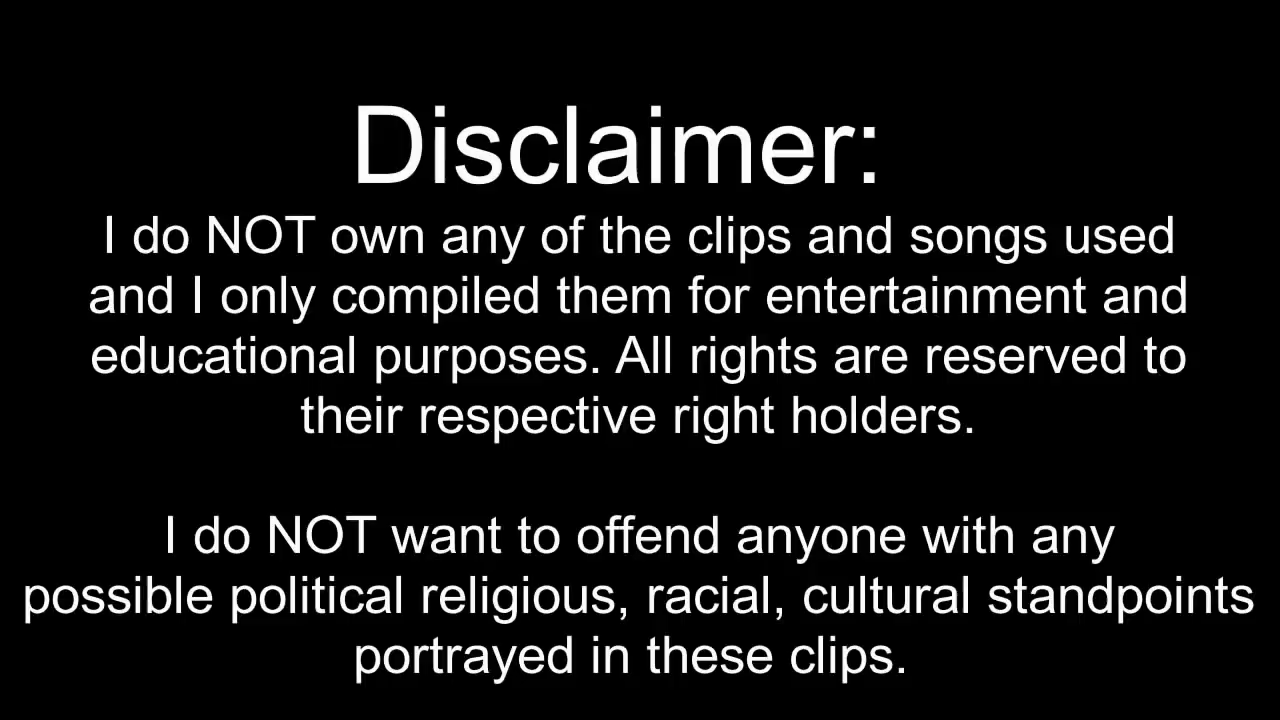 Disclaimer:
I do NOT own any of the clips and songs used
and I only compiled them for entertainment and
educational purposes. All rights are reserved to
their respective right holders.
I do NOT want to offend anyone with any
possible political religious, racial, cultural standpoints
portrayed in these clips.